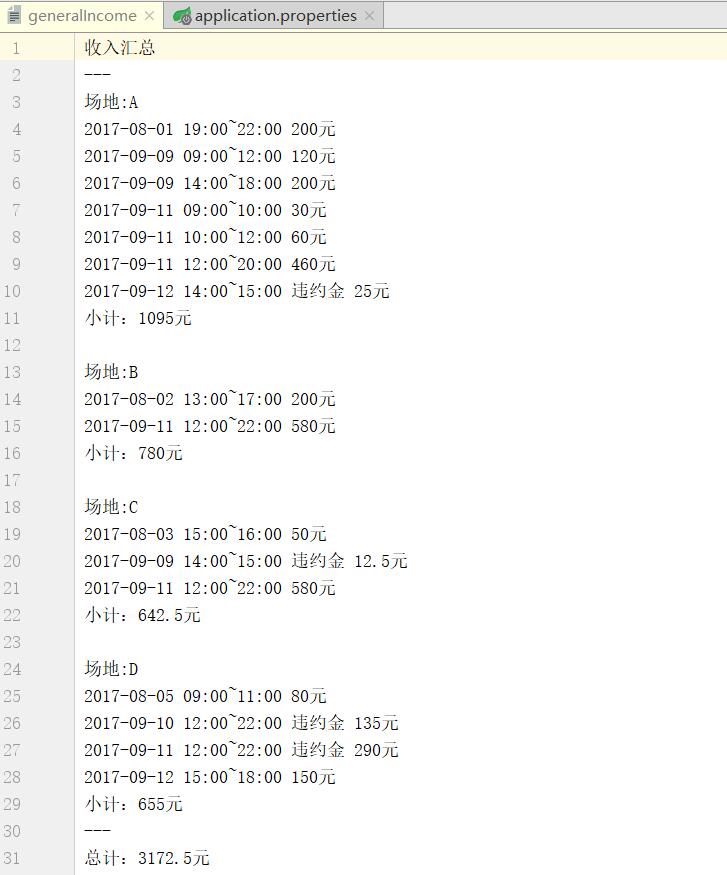 generalIncome application.properties
1 收入汇总
2 ---
3 场地:A
4 2017-08-01 19:00~22:00 200元
5 2017-09-09 09:00~12:00 120元
6 2017-09-09 14:00~18:00 200元
7 2017-09-11 09:00~10:00 30元
8 2017-09-11 10:00~12:00 60元
9 2017-09-11 12:00~20:00 460元
10 2017-09-12 14:00~15:00 违约金 25元
11 小计：1095元
12
13 场地:B
14 2017-08-02 13:00~17:00 200元
15 2017-09-11 12:00~22:00 580元
16 小计：780元
17
18 场地:C
19 2017-08-03 15:00~16:00 50元
20 2017-09-09 14:00~15:00 违约金 12.5元
21 2017-09-11 12:00~22:00 580元
22 小计：642.5元
23
24 场地:D
25 2017-08-05 09:00~11:00 80元
26 2017-09-10 12:00~22:00 违约金 135元
27 2017-09-11 12:00~22:00 违约金 290元
28 2017-09-12 15:00~18:00 150元
29 小计：655元
30 ---
31 总计：3172.5元